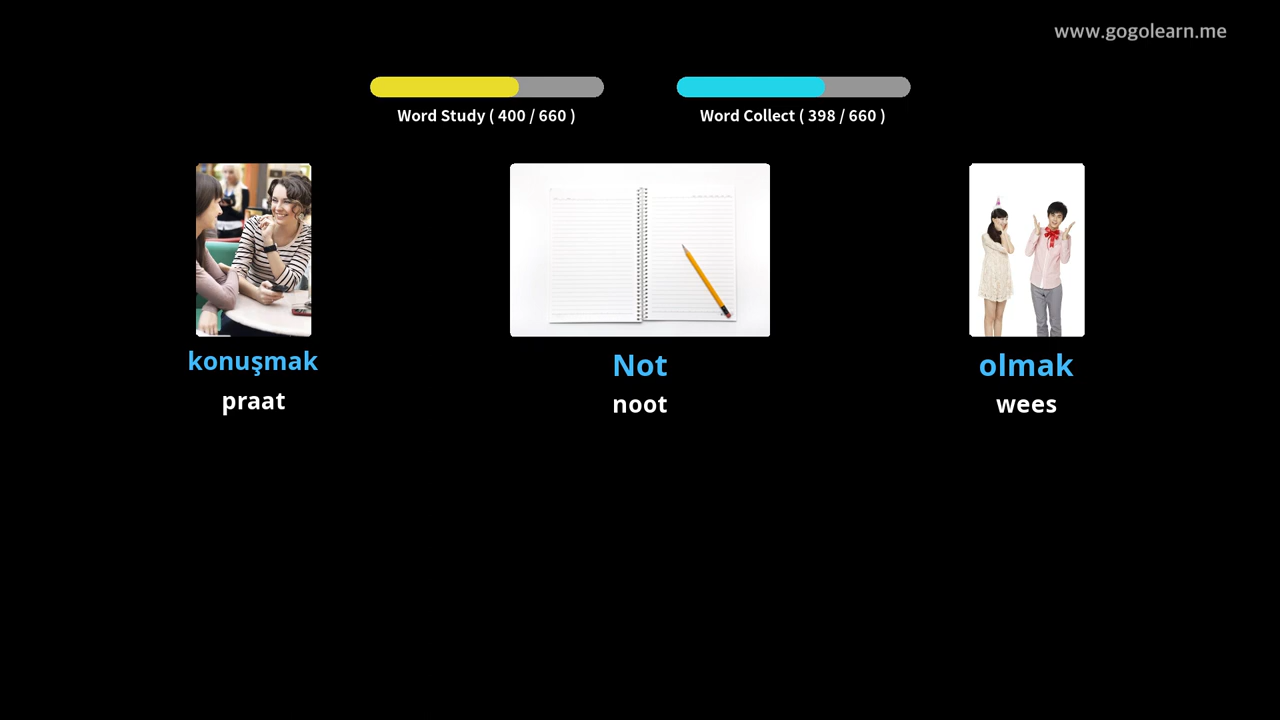 www.gogolearn.me
Word Study ( 400 / 660 )
Word Collect ( 398 / 660 )
konuşmak
praat
Not
noot
olmak
wees